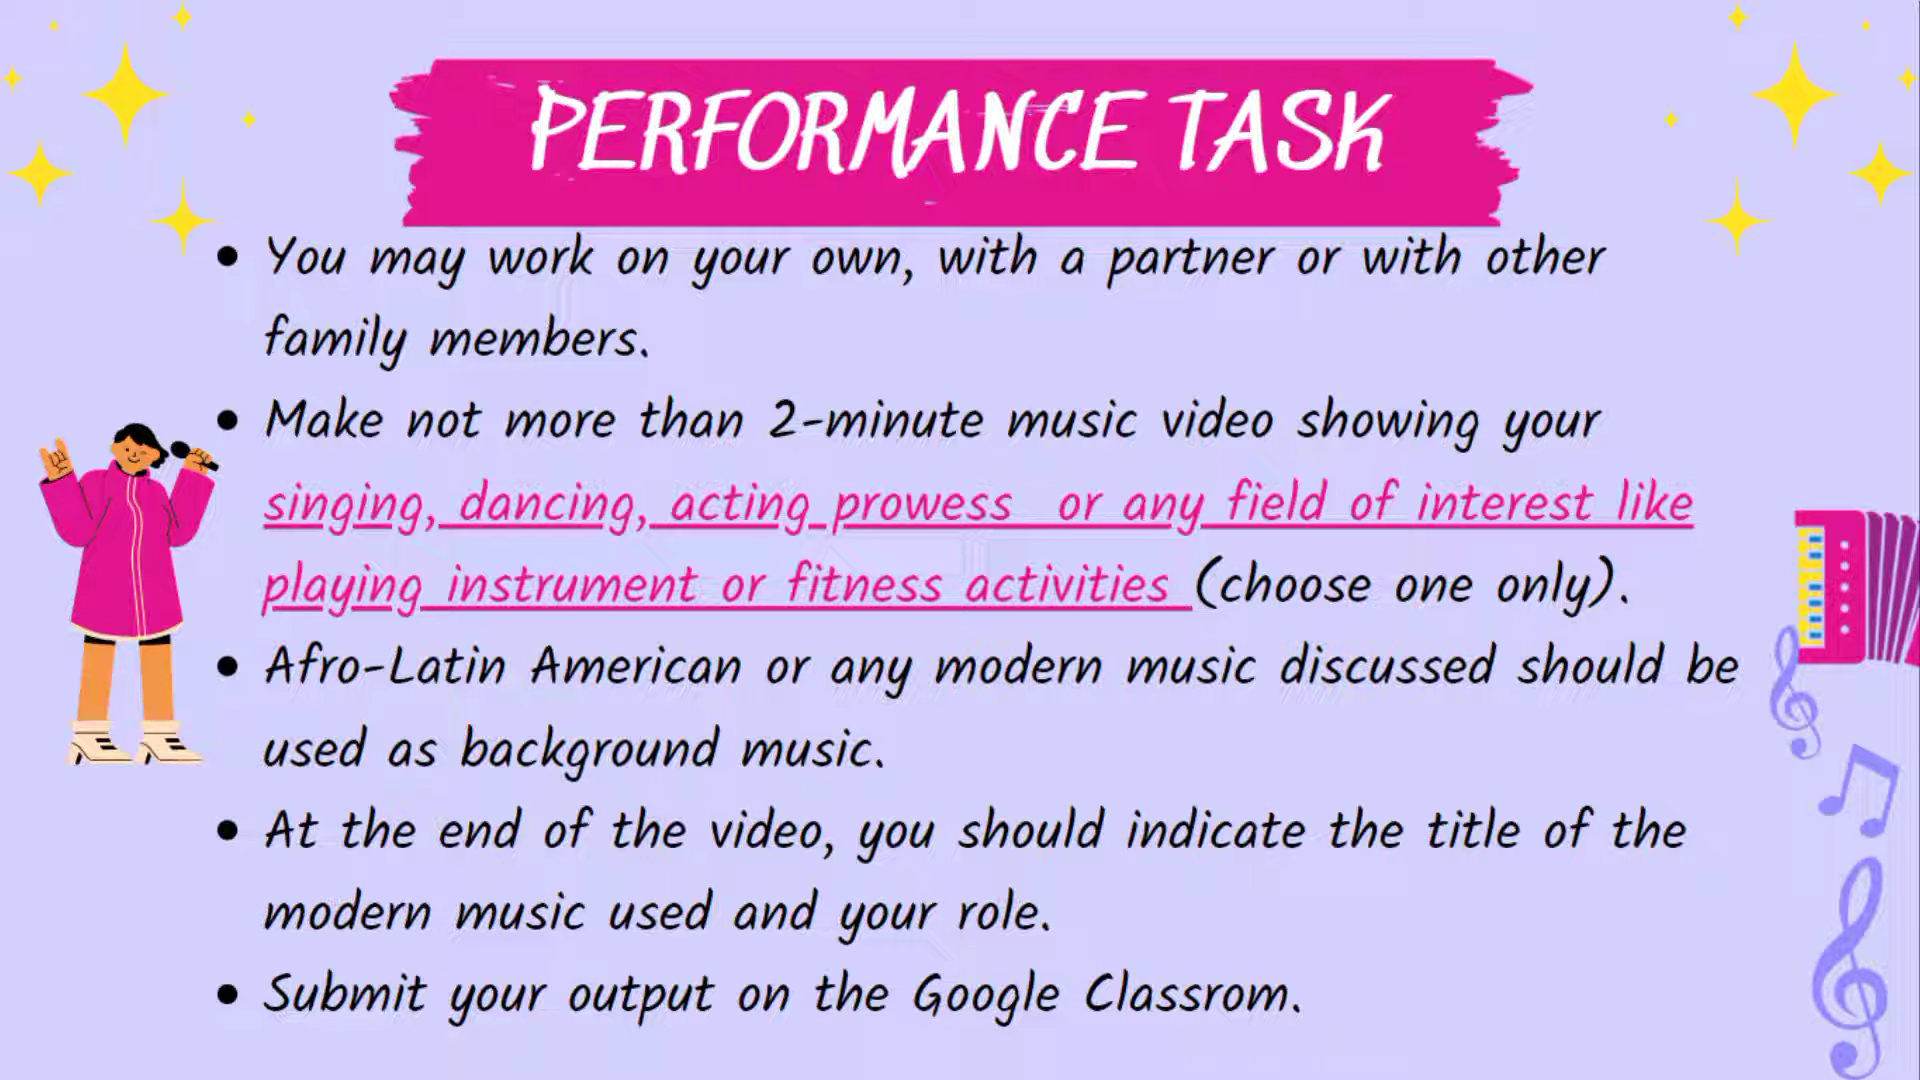 PERFORMANCE TASK
• You may work on your own, with a partner or with other
family members.
• Make not more than 2-minute music video showing your
singing, dancing, acting prowess or any field of interest like
playing instrument or fitness activities (choose one only).
• Afro-Latin American or any modern music discussed should be
used as background music.
• At the end of the video, you should indicate the title of the
modern music used and your role.
• Submit your output on the Google Classrom.